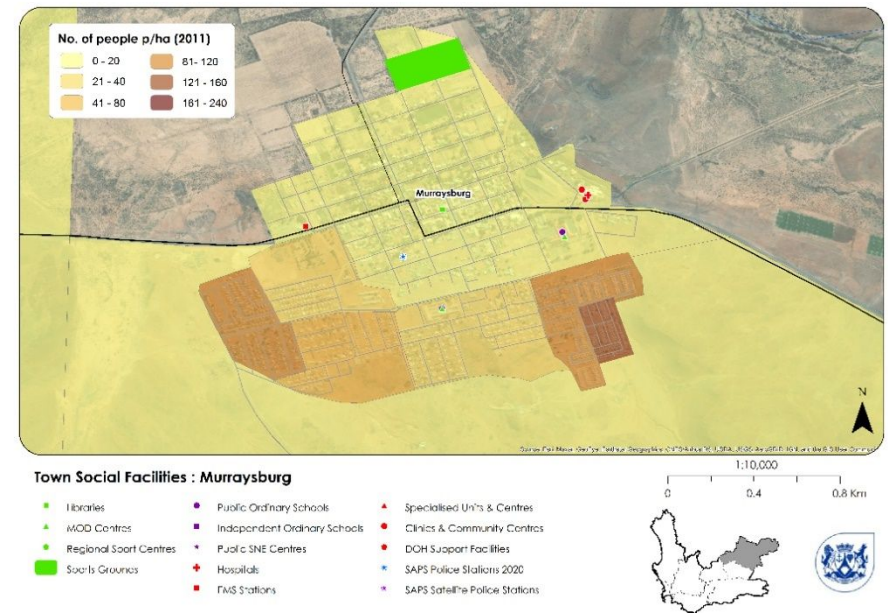 No. of people p/ha (2011)
0 - 20
81- 120
21 - 40
121 - 160
41 - 80
181 - 240
Murraysburg
N
Town Social Facilities : Murraysburg
1:10,000
0 0.4 0.8 Km
Libraries
Public Ordinary Schools
Specialised Units & Centres
MOD Centres
Independent Ordinary Schools
Clinics & Community Centres
Regional Sport Centres
Public SNE Centres
DOH Support Facilities
Sports Grounds
Hospitals
SAPS Police Stations 2020
EMS Stations
SAPS Satellite Police Stations